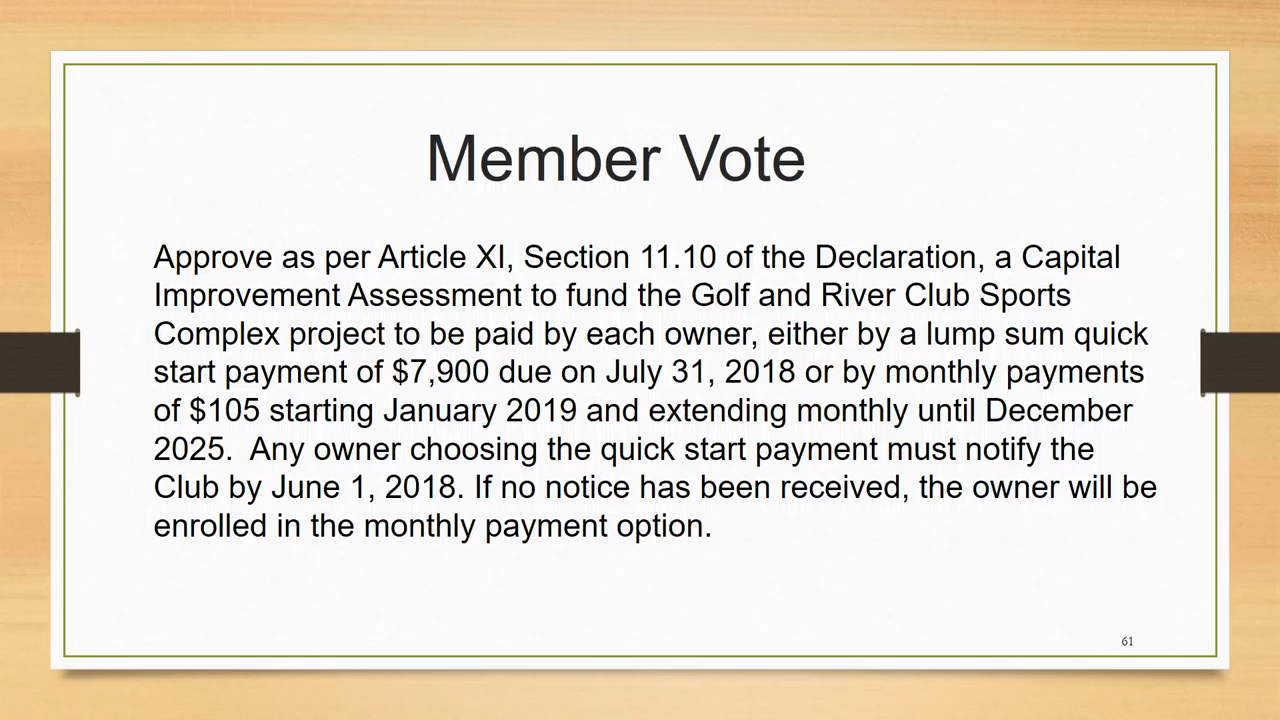 Member Vote
Approve as per Article XI, Section 11.10 of the Declaration, a Capital
Improvement Assessment to fund the Golf and River Club Sports
Complex project to be paid by each owner, either by a lump sum quick
start payment of $7,900 due on July 31, 2018 or by monthly payments
of $105 starting January 2019 and extending monthly until December
2025.  Any owner choosing the quick start payment must notify the
Club by June 1, 2018. If no notice has been received, the owner will be
enrolled in the monthly payment option.
61